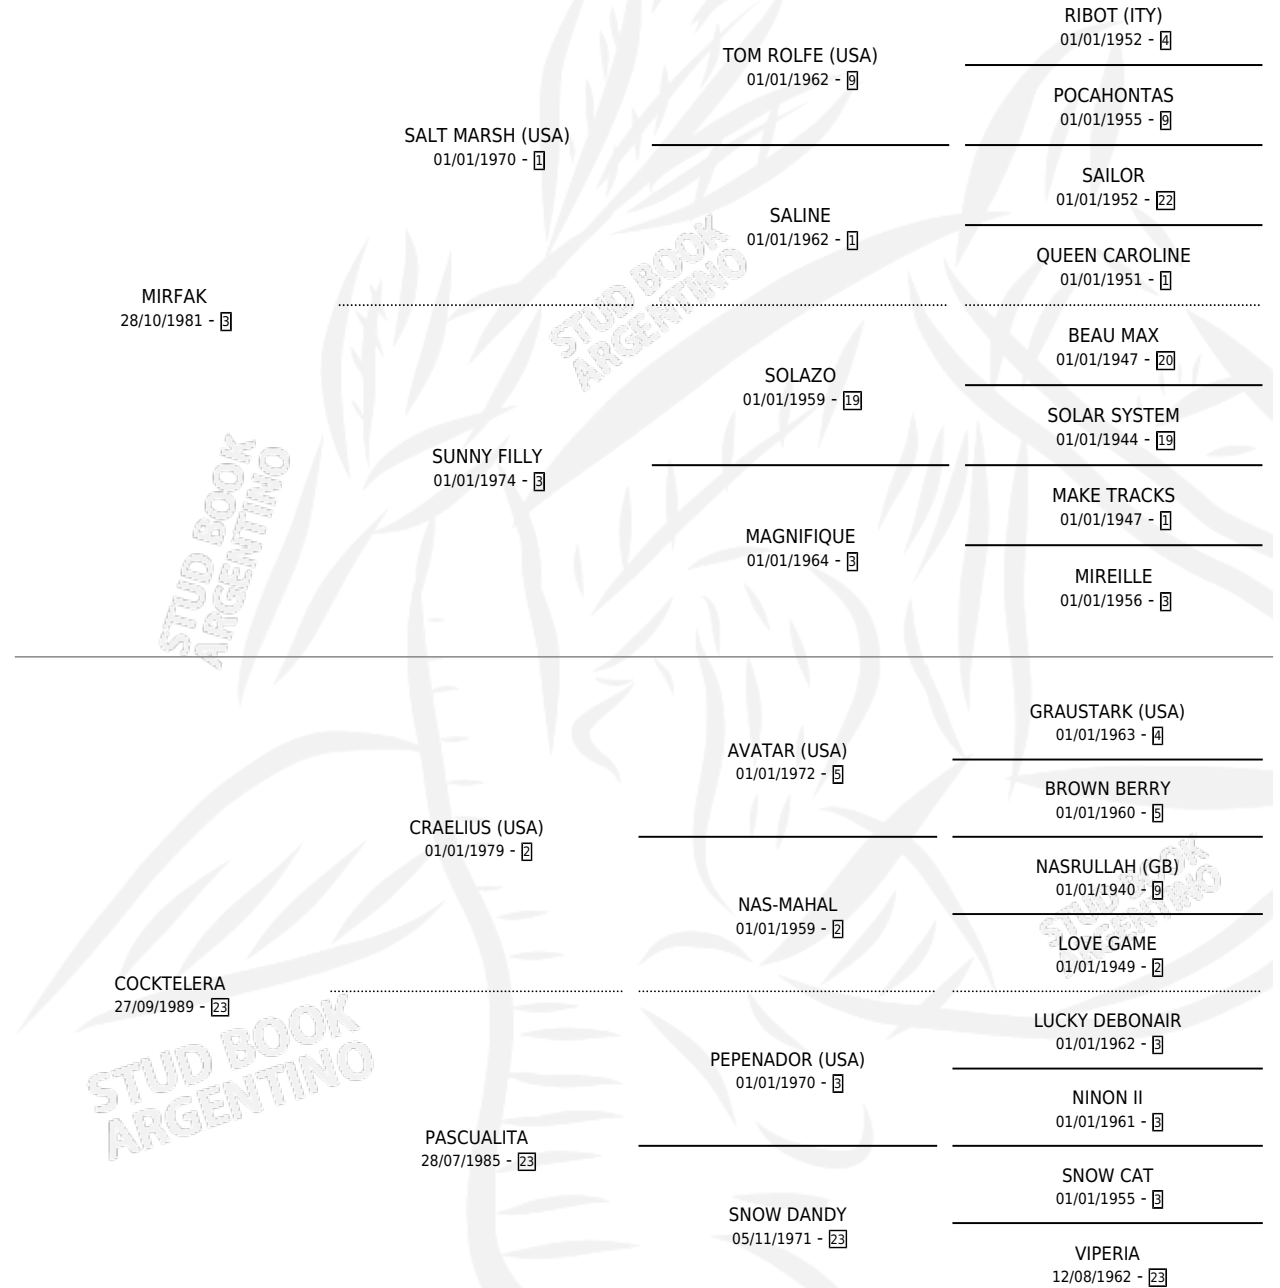 RIBOT (ITY)
01/01/1952 - 4
TOM ROLFE (USA)
01/01/1962 - 9
POCAHONTAS
01/01/1955 - 9
SALT MARSH (USA)
01/01/1970 - 1
SAILOR
01/01/1952 - 22
SALINE
01/01/1962 - 1
QUEEN CAROLINE
01/01/1951 - 1
MIRFAK
28/10/1981 - 3
BEAU MAX
01/01/1947 - 20
SOLAZO
01/01/1959 - 19
SOLAR SYSTEM
01/01/1944 - 19
SUNNY FILLY
01/01/1974 - 3
MAKE TRACKS
01/01/1947 - 1
MAGNIFIQUE
01/01/1964 - 3
MIREILLE
01/01/1956 - 3
GRAUSTARK (USA)
01/01/1963 - 4
AVATAR (USA)
01/01/1972 - 5
BROWN BERRY
01/01/1960 - 5
CRAELIUS (USA)
01/01/1979 - 2
NASRULLAH (GB)
01/01/1940 - 9
NAS-MAHAL
01/01/1959 - 2
LOVE GAME
01/01/1949 - 2
COCKTELERA
27/09/1989 - 23
LUCKY DEBONAIR
01/01/1962 - 3
PEPENADOR (USA)
01/01/1970 - 3
NINON II
01/01/1961 - 3
PASCUALITA
28/07/1985 - 23
SNOW CAT
01/01/1955 - 3
SNOW DANDY
05/11/1971 - 23
VIPERIA
12/08/1962 - 23
STUD BOOK
ARGENTINO
STUD BOOK
ARGENTINO
STUD BOOK
ARGENTINO
STUD BOOK
ARGENTINO